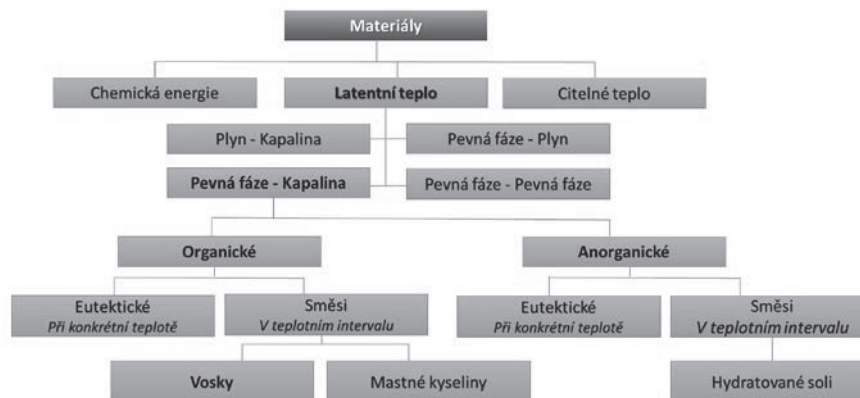 Materiály
Chemická energie
Latentní teplo
Citelné teplo
Plyn - Kapalina
Pevná fáze - Plyn
Pevná fáze - Kapalina
Pevná fáze - Pevná fáze
Organické
Anorganické
Eutektické
Při konkrétní teplotě
Směsi
V teplotním intervalu
Eutektické
Při konkrétní teplotě
Směsi
V teplotním intervalu
Vosky
Mastné kyseliny
Hydratované soli